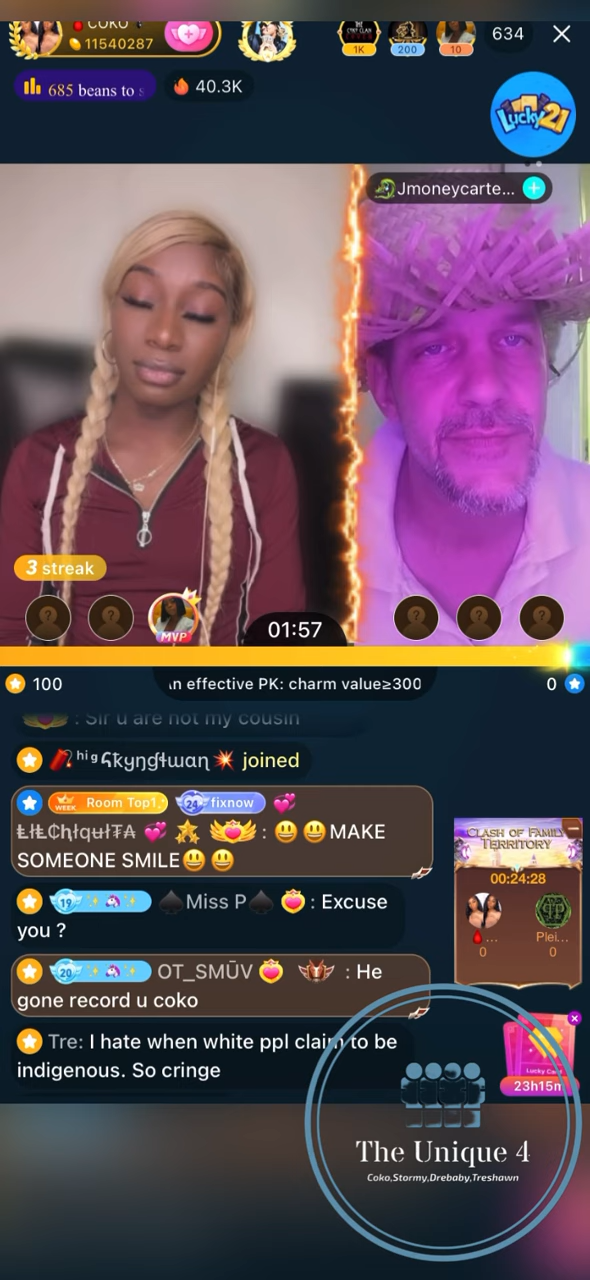 COKO
11540287
1K
200
10
634
685 beans to s
40.3K
Lucky21
Jmoneycarte...
3 streak
MVP
01:57
100
n effective PK: charm value≥300
0
: Sir u are not my cousin
joined
WEEK
Room Top1
24 fixnow
: 😃 😃 MAKE
SOMEONE SMILE😃 😃
19
♠Miss P♠ : Excuse
you ?
20
OT_SMŪV : He
gone record u coko
Tre: I hate when white ppl claim to be
indigenous. So cringe
CLASH OF FAMILY
TERRITORY
00:24:28
🩸...
Plei...
0
0
Lucky Card
23h15m
The Unique 4
Coko,Stormy,Drebaby,Treshawn